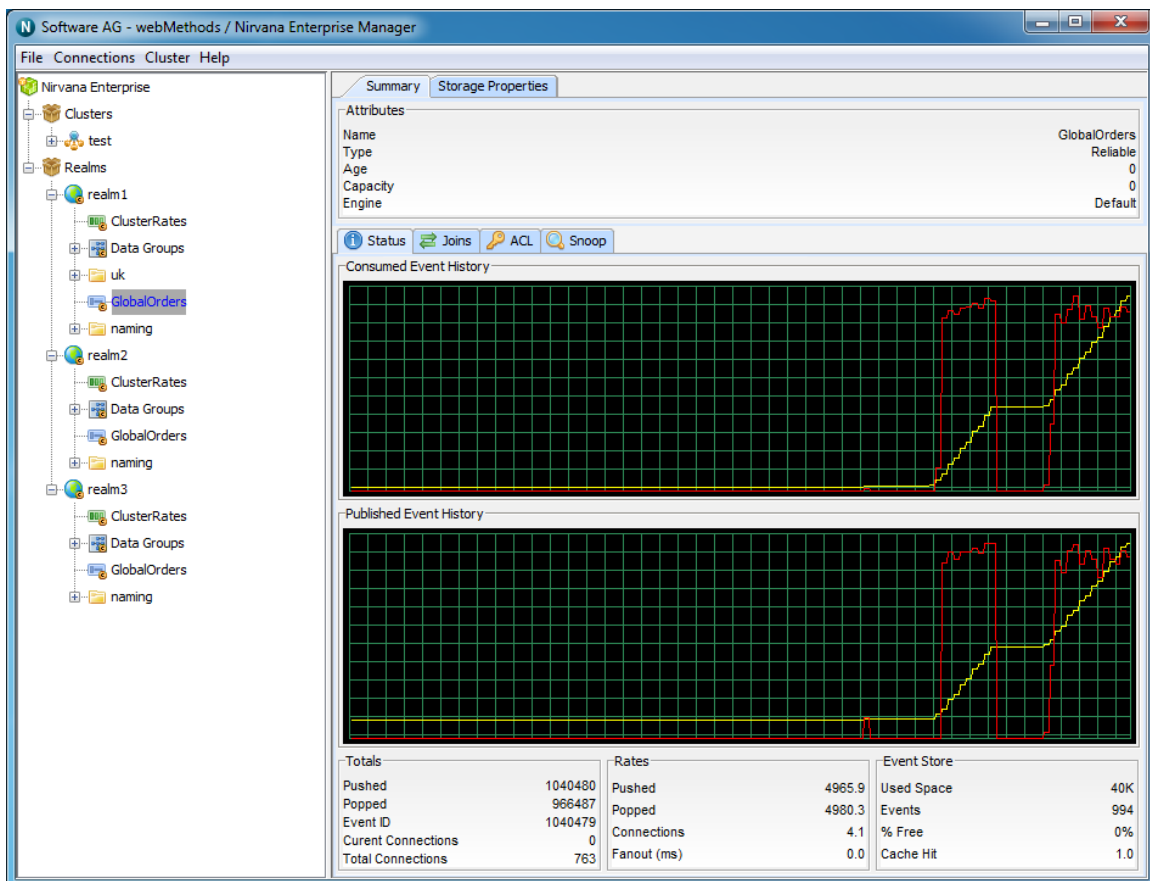 Software AG - webMethods / Nirvana Enterprise Manager
File Connections Cluster Help
Nirvana Enterprise
Clusters
test
Realms
realm1
ClusterRates
Data Groups
uk
GlobalOrders
naming
realm2
ClusterRates
Data Groups
GlobalOrders
naming
realm3
ClusterRates
Data Groups
GlobalOrders
naming
Summary Storage Properties
Attributes
Name GlobalOrders
Type Reliable
Age 0
Capacity 0
Engine Default
Status Joins ACL Snoop
Consumed Event History
Published Event History
Totals
Pushed 1040480
Popped 966487
Event ID 1040479
Curent Connections 0
Total Connections 763
Rates
Pushed 4965.9
Popped 4980.3
Connections 4.1
Fanout (ms) 0.0
Event Store
Used Space 40K
Events 994
% Free 0%
Cache Hit 1.0